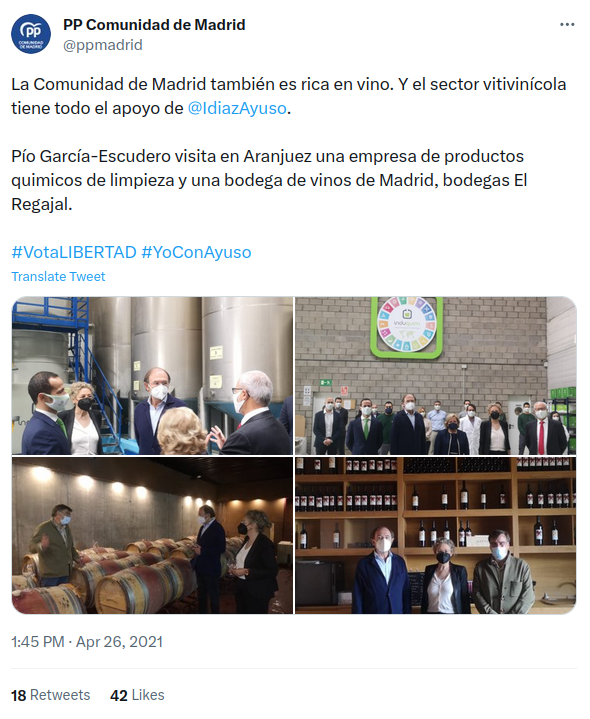 PP Comunidad de Madrid
@ppmadrid
La Comunidad de Madrid también es rica en vino. Y el sector vitivinícola
tiene todo el apoyo de @IdiazAyuso.
Pío García-Escudero visita en Aranjuez una empresa de productos
quimicos de limpieza y una bodega de vinos de Madrid, bodegas El
Regajal.
#VotaLIBERTAD #YoConAyuso
Translate Tweet
1:45 PM · Apr 26, 2021
18 Retweets 42 Likes